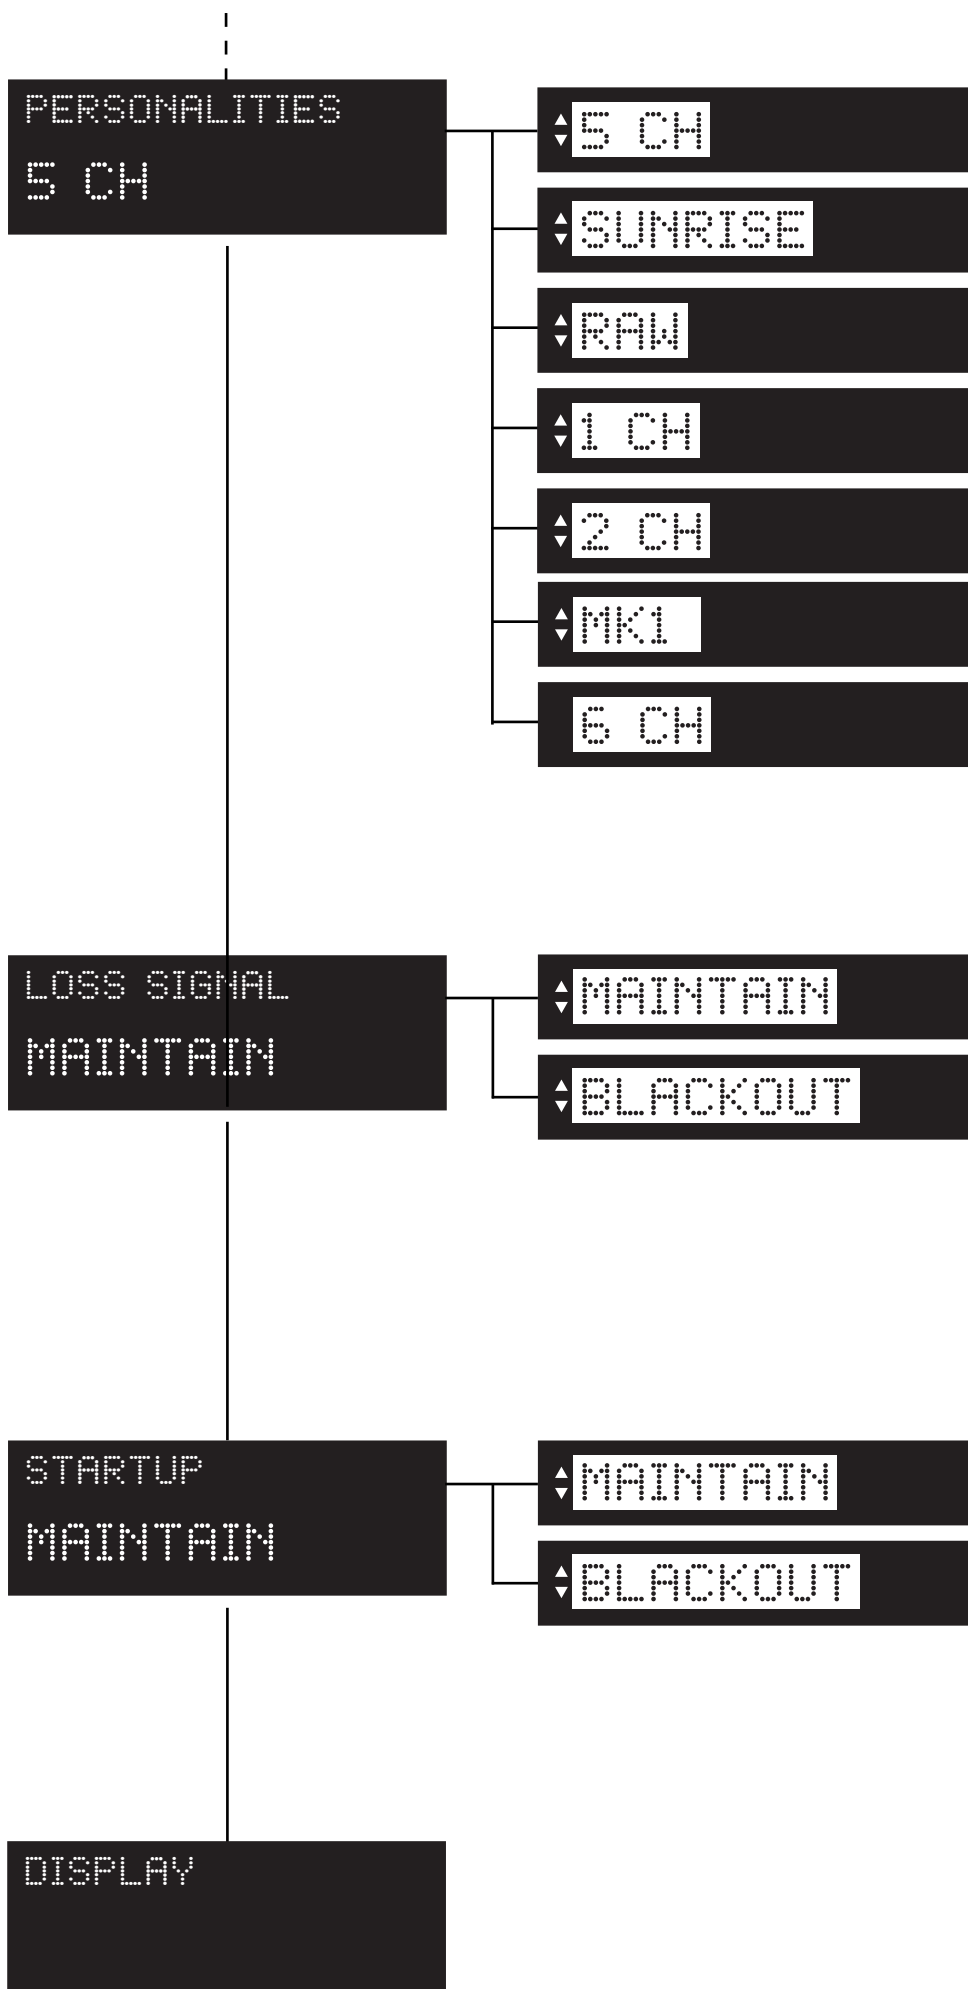 PERSONALITIES
5 CH
5 CH
SUNRISE
RAW
1 CH
2 CH
MK1
6 CH
LOSS SIGNAL
MAINTAIN
MAINTAIN
BLACKOUT
STARTUP
MAINTAIN
MAINTAIN
BLACKOUT
DISPLAY